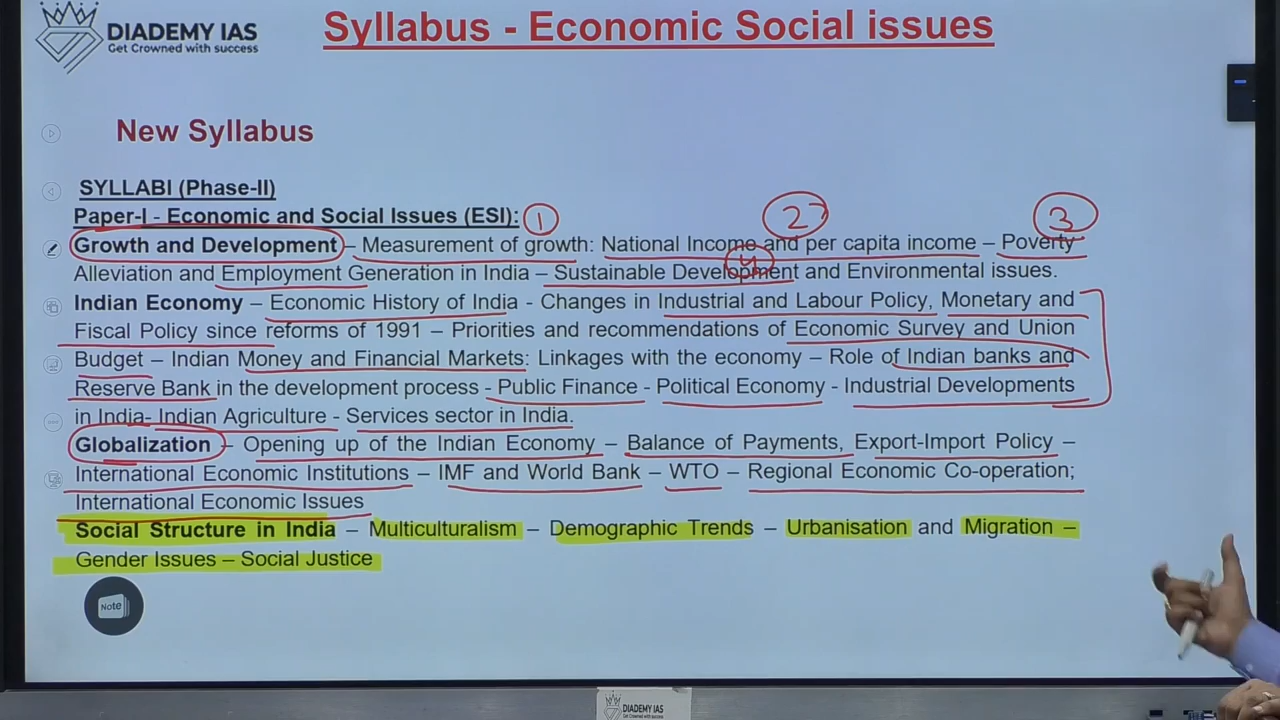 DIADEMY IAS
Get Crowned with success
Syllabus - Economic Social issues
New Syllabus
SYLLABI (Phase-II)
Paper-I - Economic and Social Issues (ESI): 1 2 3
Growth and Development – Measurement of growth: National Income and per capita income – Poverty
4
Alleviation and Employment Generation in India – Sustainable Development and Environmental issues.
Indian Economy – Economic History of India - Changes in Industrial and Labour Policy, Monetary and
Fiscal Policy since reforms of 1991 – Priorities and recommendations of Economic Survey and Union
Budget – Indian Money and Financial Markets: Linkages with the economy – Role of Indian banks and
Reserve Bank in the development process - Public Finance - Political Economy - Industrial Developments
in India- Indian Agriculture - Services sector in India.
Globalization – Opening up of the Indian Economy – Balance of Payments, Export-Import Policy –
International Economic Institutions – IMF and World Bank – WTO – Regional Economic Co-operation;
International Economic Issues
Social Structure in India – Multiculturalism – Demographic Trends – Urbanisation and Migration –
Gender Issues – Social Justice
Note
DIADEMY IAS
Get Crowned with success